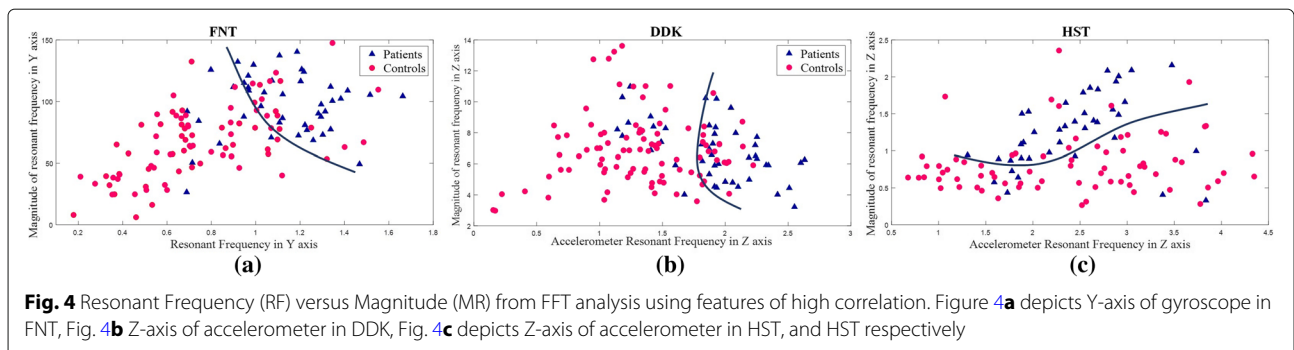 FNT
Magnitude of resonant frequency in Y axis
150
100
50
0
0
0.2
0.4
0.6
0.8
1
1.2
1.4
1.6
1.8
Patients
Controls
Resonant Frequency in Y axis
(a)
DDK
Magnitude of resonant frequency in Z axis
14
12
10
8
6
4
2
0
0.5
1
1.5
2
2.5
3
Patients
Controls
Accelerometer Resonant Frequency in Z axis
(b)
HST
Magnitude of resonant frequency in Z axis
2.5
2
1.5
1
0.5
0
0.5
1
1.5
2
2.5
3
3.5
4
4.5
Accelerometer Resonant Frequency in Z axis
(c)
Fig. 4 Resonant Frequency (RF) versus Magnitude (MR) from FFT analysis using features of high correlation. Figure 4a depicts Y-axis of gyroscope in
FNT, Fig. 4b Z-axis of accelerometer in DDK, Fig. 4c depicts Z-axis of accelerometer in HST, and HST respectively